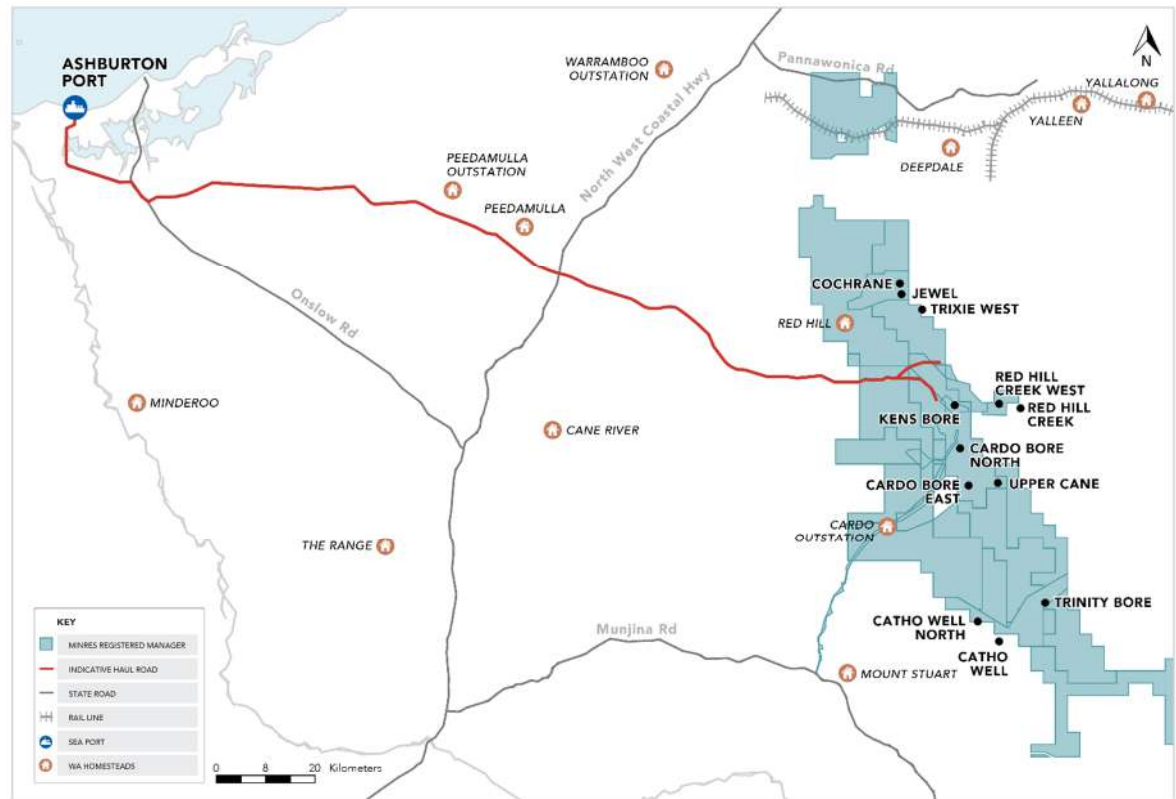 ASHBURTON
PORT
WARRAMBOO
OUTSTATION
Pannawonica Rd
N
YALLALONG
YALLEEN
DEEPDALE
North West Coastal Hwy
PEEDAMULLA
OUTSTATION
PEEDAMULLA
Onslow Rd
COCHRANE
JEWEL
TRIXIE WEST
RED HILL
RED HILL
CREEK WEST
RED HILL
CREEK
KENS BORE
MINDEROO
CANE RIVER
CARDO BORE
NORTH
CARDO BORE
EAST
UPPER CANE
CARDO
OUTSTATION
THE RANGE
TRINITY BORE
CATHO WELL
NORTH
CATHO
WELL
Munjina Rd
MOUNT STUART
KEY
MINRES REGISTERED MANAGER
INDICATIVE HAUL ROAD
STATE ROAD
RAIL LINE
SEA PORT
WA HOMESTEADS
0 8 20 Kilometers